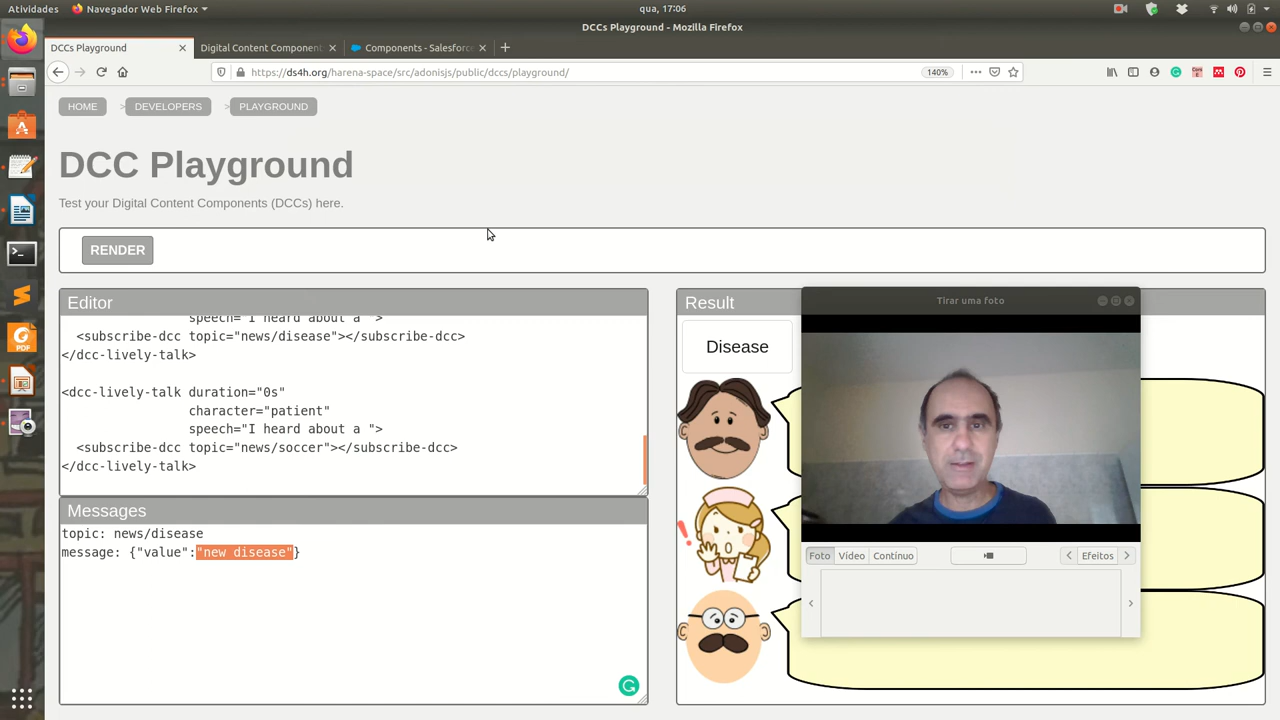 Atividades
Navegador Web Firefox
qua, 17:06
DCCs Playground - Mozilla Firefox
DCCs Playground
Digital Content Component
Components - Salesforce
https://ds4h.org/harena-space/src/adonisjs/public/dccs/playground/
140%
HOME > DEVELOPERS > PLAYGROUND
DCC Playground
Test your Digital Content Components (DCCs) here.
RENDER
Editor
speech="I heard about a ">
<subscribe-dcc topic="news/disease"></subscribe-dcc>
</dcc-lively-talk>
<dcc-lively-talk duration="0s"
character="patient"
speech="I heard about a ">
<subscribe-dcc topic="news/soccer"></subscribe-dcc>
</dcc-lively-talk>
Messages
topic: news/disease
message: {"value":"new disease"}
Result
Disease
Tirar uma foto
Foto
Vídeo
Contínuo
Efeitos
PDF